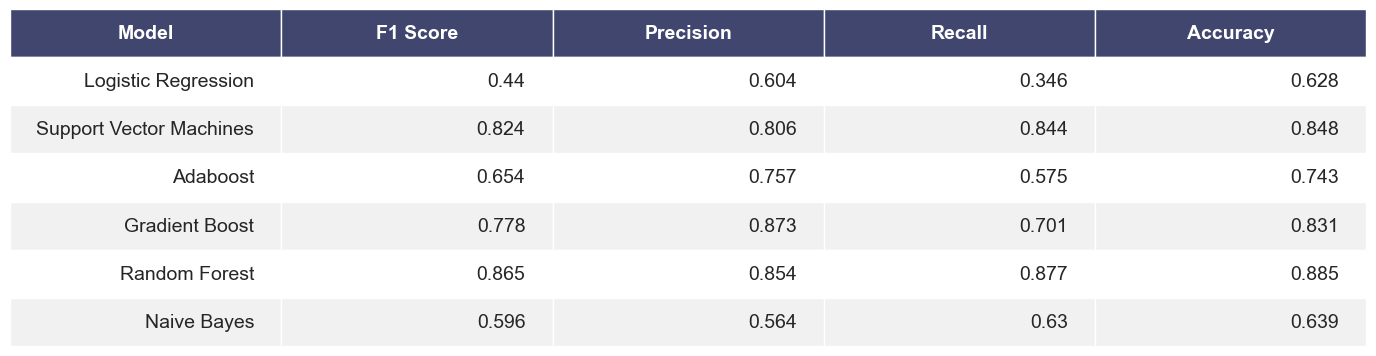 Model F1 Score Precision Recall Accuracy
Logistic Regression 0.44 0.604 0.346 0.628
Support Vector Machines 0.824 0.806 0.844 0.848
Adaboost 0.654 0.757 0.575 0.743
Gradient Boost 0.778 0.873 0.701 0.831
Random Forest 0.865 0.854 0.877 0.885
Naive Bayes 0.596 0.564 0.63 0.639